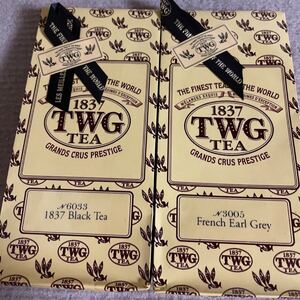 THE FINEST TEAS OF THE WORLD
1837
TWG
TEA
GRANDS CRUS PRESTIGE
№6033
1837 Black Tea
THE FINEST TEAS OF THE WORLD
1837
TWG
TEA
GRANDS CRUS PRESTIGE
№3005
French Earl Grey